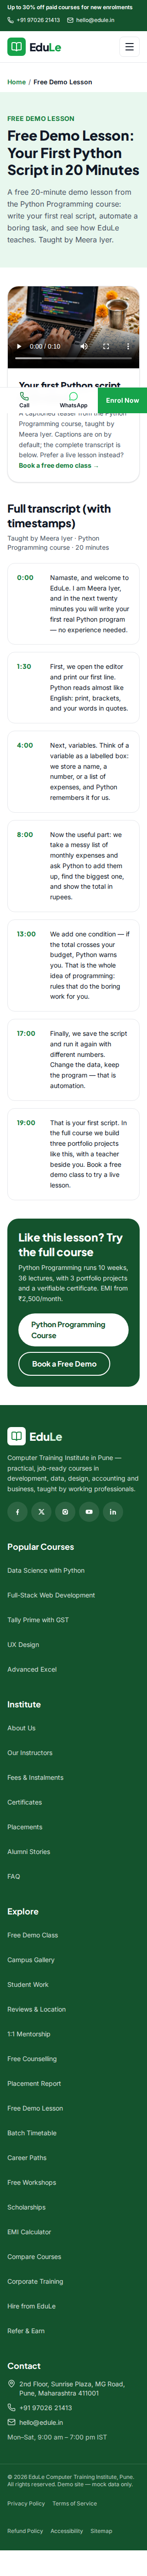 Up to 30% off paid courses for new enrolments
+91 97026 21413 hello@edule.in
EduLe
Home / Free Demo Lesson
FREE DEMO LESSON
Free Demo Lesson:
Your First Python
Script in 20 Minutes
A free 20-minute demo lesson from
the Python Programming course:
write your first real script, automate a
boring task, and see how EduLe
teaches. Taught by Meera Iyer.
0:00 / 0:10
Your first Python script
Call
WhatsApp
Enrol Now
A captioned teaser from the Python
Programming course, taught by
Meera Iyer. Captions are on by
default; the complete transcript is
below. Prefer a live lesson instead?
Book a free demo class →
Full transcript (with
timestamps)
Taught by Meera Iyer · Python
Programming course · 20 minutes
0:00
Namaste, and welcome to
EduLe. I am Meera Iyer,
and in the next twenty
minutes you will write your
first real Python program
— no experience needed.
1:30
First, we open the editor
and print our first line.
Python reads almost like
English: print, brackets,
and your words in quotes.
4:00
Next, variables. Think of a
variable as a labelled box:
we store a name, a
number, or a list of
expenses, and Python
remembers it for us.
8:00
Now the useful part: we
take a messy list of
monthly expenses and
ask Python to add them
up, find the biggest one,
and show the total in
rupees.
13:00
We add one condition — if
the total crosses your
budget, Python warns
you. That is the whole
idea of programming:
rules that do the boring
work for you.
17:00
Finally, we save the script
and run it again with
different numbers.
Change the data, keep
the program — that is
automation.
19:00
That is your first script. In
the full course we build
three portfolio projects
like this, with a teacher
beside you. Book a free
demo class to try a live
lesson.
Like this lesson? Try
the full course
Python Programming runs 10 weeks,
36 lectures, with 3 portfolio projects
and a verifiable certificate. EMI from
₹2,500/month.
Python Programming
Course
Book a Free Demo
EduLe
Computer Training Institute in Pune —
practical, job-ready courses in
development, data, design, accounting and
business, taught by working professionals.
Popular Courses
Data Science with Python
Full-Stack Web Development
Tally Prime with GST
UX Design
Advanced Excel
Institute
About Us
Our Instructors
Fees & Instalments
Certificates
Placements
Alumni Stories
FAQ
Explore
Free Demo Class
Campus Gallery
Student Work
Reviews & Location
1:1 Mentorship
Free Counselling
Placement Report
Free Demo Lesson
Batch Timetable
Career Paths
Free Workshops
Scholarships
EMI Calculator
Compare Courses
Corporate Training
Hire from EduLe
Refer & Earn
Contact
2nd Floor, Sunrise Plaza, MG Road,
Pune, Maharashtra 411001
+91 97026 21413
hello@edule.in
Mon–Sat, 9:00 am – 7:00 pm IST
© 2026 EduLe Computer Training Institute, Pune.
All rights reserved. Demo site — mock data only.
Privacy Policy Terms of Service
Refund Policy Accessibility Sitemap